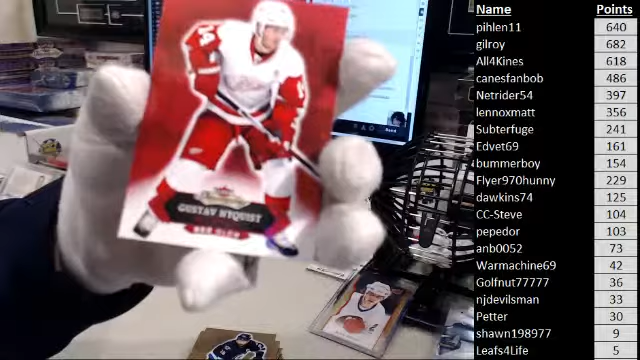 Name Points
pihlen11 640
gilroy 682
All4Kines 618
canesfanbob 486
Netrider54 397
lennoxmatt 356
Subterfuge 241
Edvet69 161
bummerboy 154
Flyer970hunny 229
dawkins74 125
CC-Steve 104
pepedor 103
anb0052 73
Warmachine69 42
Golfnut77777 36
njdevilsman 33
Petter 30
shawn198977 9
Leafs4Life 5
GUSTAV NYQUIST
RED GLOW